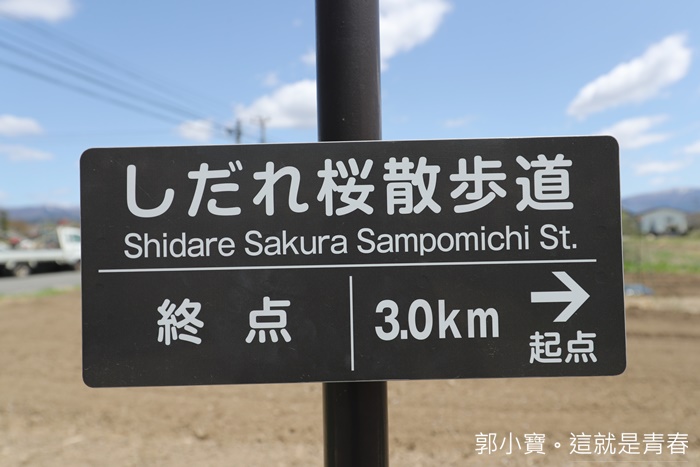 しだれ桜散歩道
Shidare Sakura Sampomichi St.
終点 3.0km →
起点
郭小寶。這就是青春